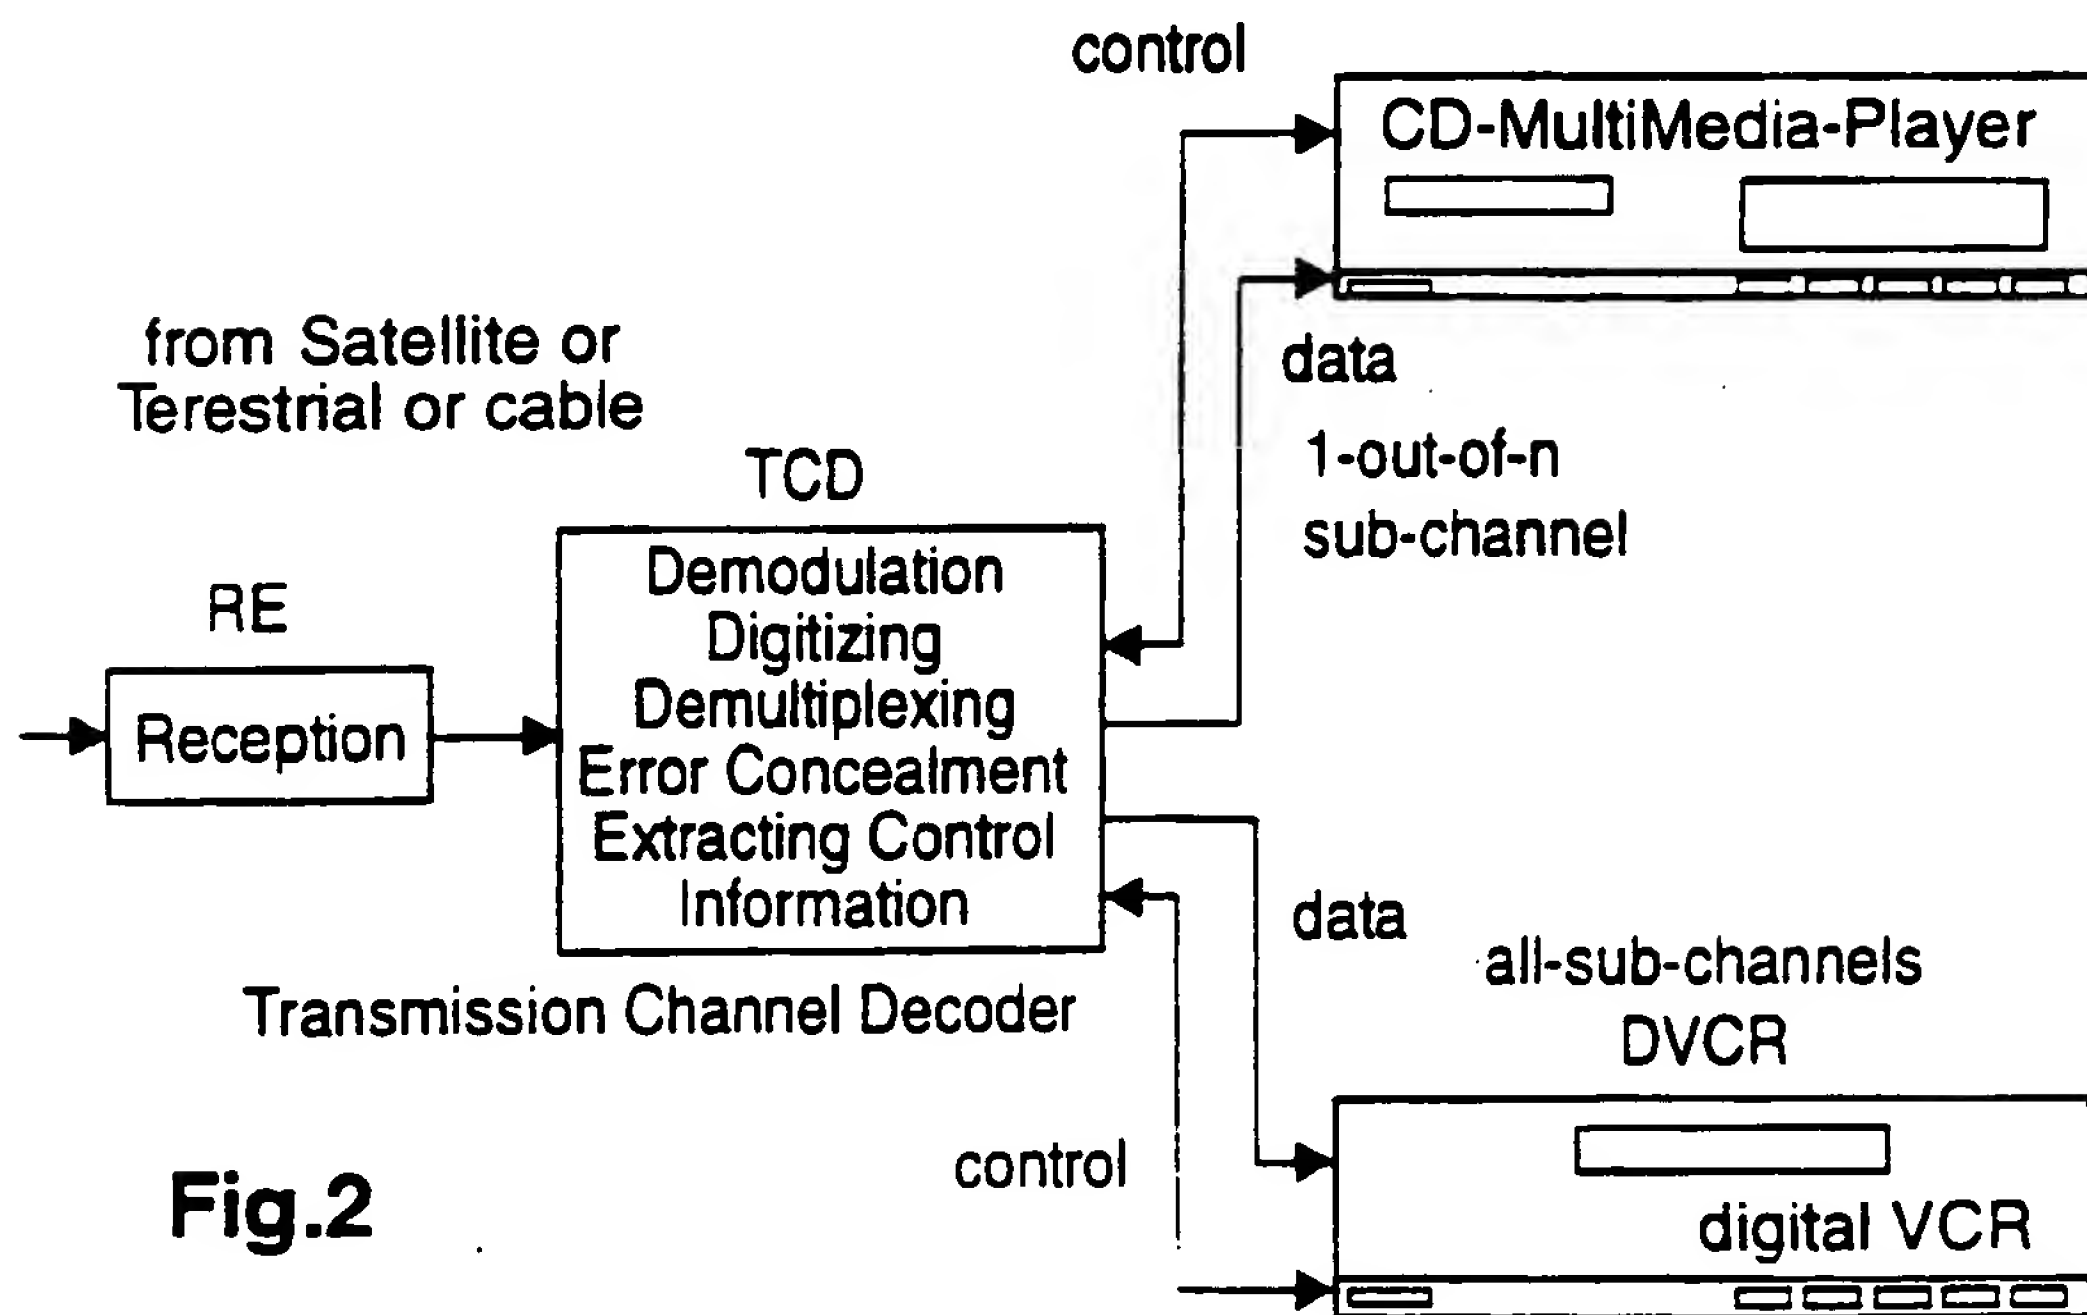 control
CD-MultiMedia-Player
from Satellite or
Terestrial or cable
data
1-out-of-n
sub-channel
TCD
RE
Reception
Demodulation
Digitizing
Demultiplexing
Error Concealment
Extracting Control
Information
Transmission Channel Decoder
data
all-sub-channels
DVCR
control
digital VCR
Fig.2